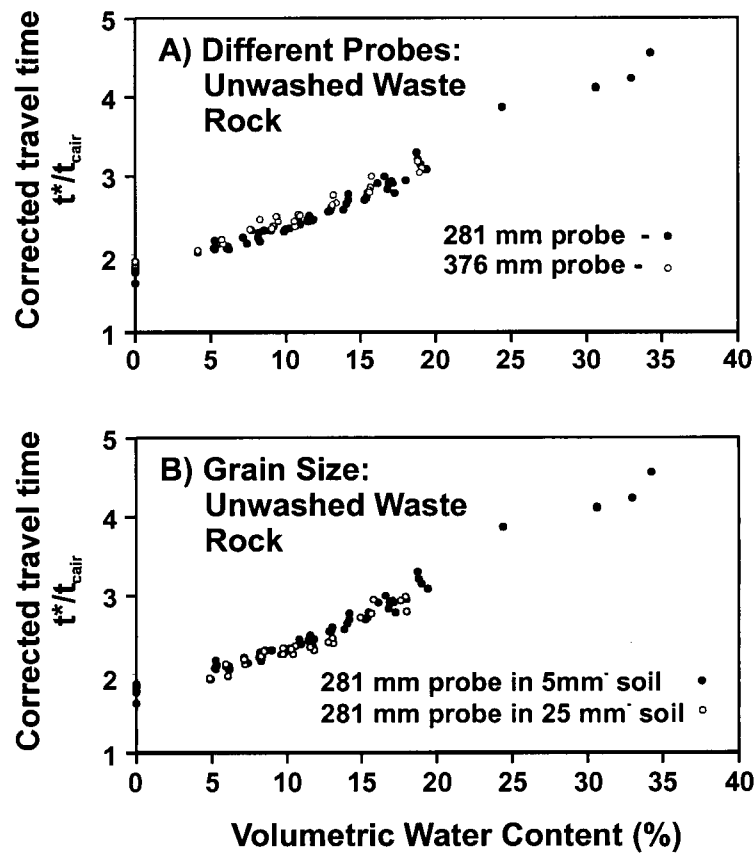 5
4
3
2
1
0
5
10
15
20
25
30
35
40
Corrected travel time
t*/tcair
A) Different Probes:
Unwashed Waste
Rock
281 mm probe - •
376 mm probe - ○
5
4
3
2
1
0
5
10
15
20
25
30
35
40
Corrected travel time
t*/tcair
B) Grain Size:
Unwashed Waste
Rock
281 mm probe in 5mm⁻ soil •
281 mm probe in 25 mm⁻ soil ○
Volumetric Water Content (%)